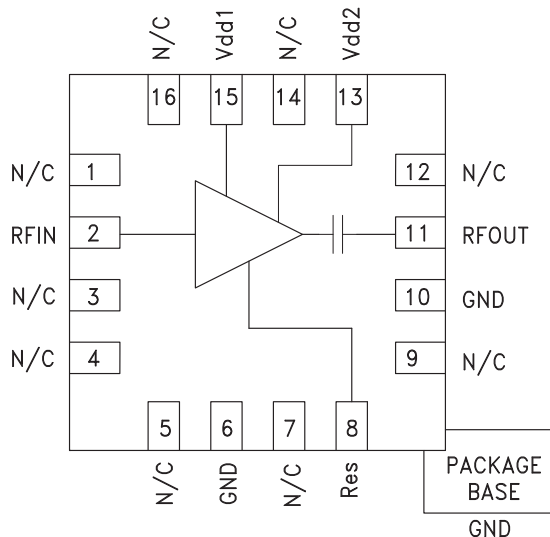 N/C Vdd1 N/C Vdd2
16 15 14 13
N/C 1 12 N/C
RFIN 2 11 RFOUT
N/C 3 10 GND
N/C 4 9 N/C
5 6 7 8
N/C GND N/C Res
PACKAGE
BASE
GND